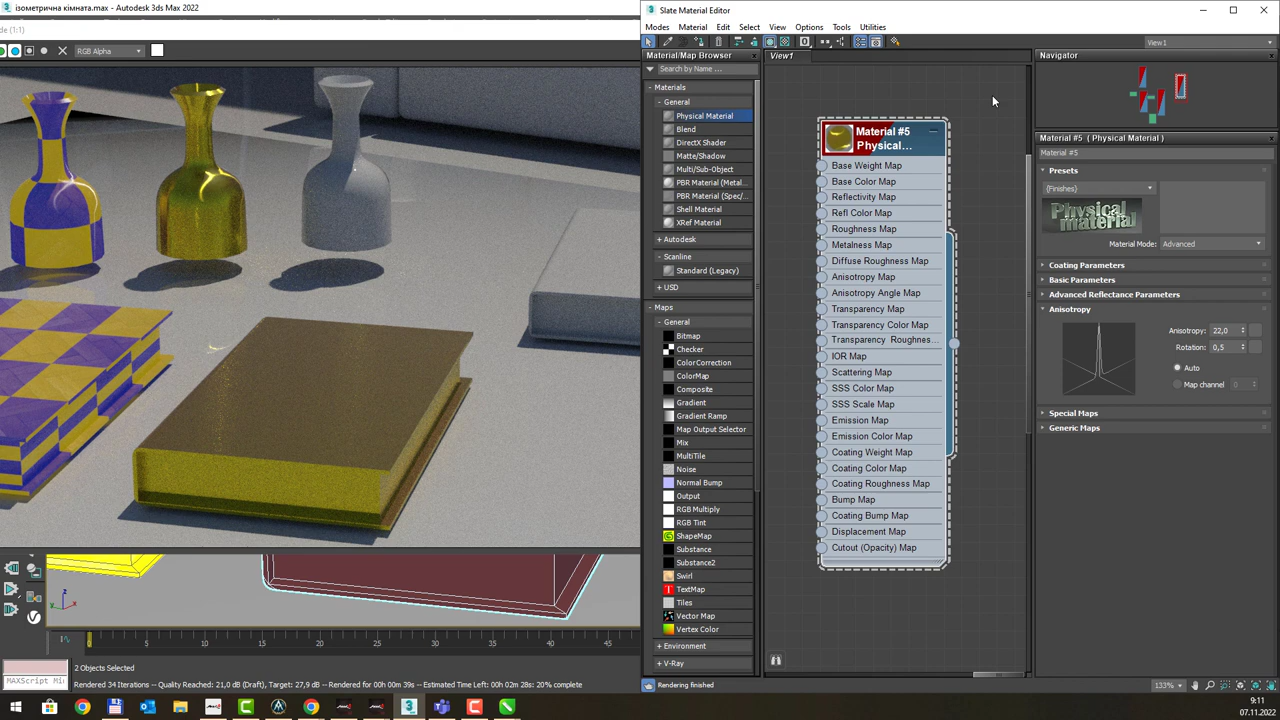 ізометрична кімната.max - Autodesk 3ds Max 2022
RGB Alpha
0 5 10 15 20 25 30 35 40 45
2 Objects Selected
MAXScript Mi
Rendered 34 Iterations - Quality Reached: 21,0 dB (Draft), Target: 27,9 dB - Rendered for 00h 00m 39s - Estimated Time Left: 00h 02m 28s: 20% complete
Slate Material Editor
Modes Material Edit Select View Options Tools Utilities
View1
Material/Map Browser
Search by Name ...
- Materials
- General
Physical Material
Blend
DirectX Shader
Matte/Shadow
Multi/Sub-Object
PBR Material (Metal...
PBR Material (Spec/...
Shell Material
XRef Material
+ Autodesk
- Scanline
Standard (Legacy)
+ USD
- Maps
- General
Bitmap
Checker
ColorCorrection
ColorMap
Composite
Gradient
Gradient Ramp
Map Output Selector
Mix
MultiTile
Noise
Normal Bump
Output
RGB Multiply
RGB Tint
ShapeMap
Substance
Substance2
Swirl
TextMap
Tiles
Vector Map
Vertex Color
+ Environment
+ V-Ray
Rendering finished
View1
Material #5
Physical...
Base Weight Map
Base Color Map
Reflectivity Map
Refl Color Map
Roughness Map
Metalness Map
Diffuse Roughness Map
Anisotropy Map
Anisotropy Angle Map
Transparency Map
Transparency Color Map
Transparency Roughnes...
IOR Map
Scattering Map
SSS Color Map
SSS Scale Map
Emission Map
Emission Color Map
Coating Weight Map
Coating Color Map
Coating Roughness Map
Bump Map
Coating Bump Map
Displacement Map
Cutout (Opacity) Map
Navigator
Material #5 ( Physical Material )
Material #5
Presets
(Finishes)
Physical material
Material Mode: Advanced
Coating Parameters
Basic Parameters
Advanced Reflectance Parameters
Anisotropy
Anisotropy: 22,0
Rotation: 0,5
Auto
Map channel 0
Special Maps
Generic Maps
133%
9:11
07.11.2022